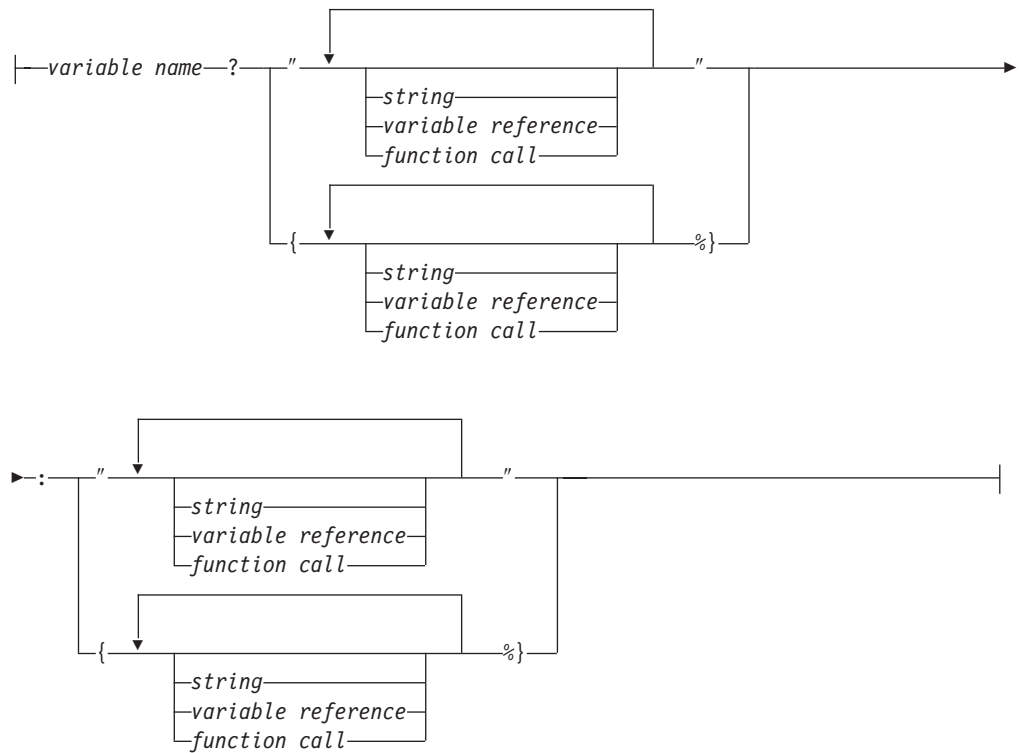 variable name ? " "
string
variable reference
function call
{ %}
string
variable reference
function call
: " "
string
variable reference
function call
{ %}
string
variable reference
function call